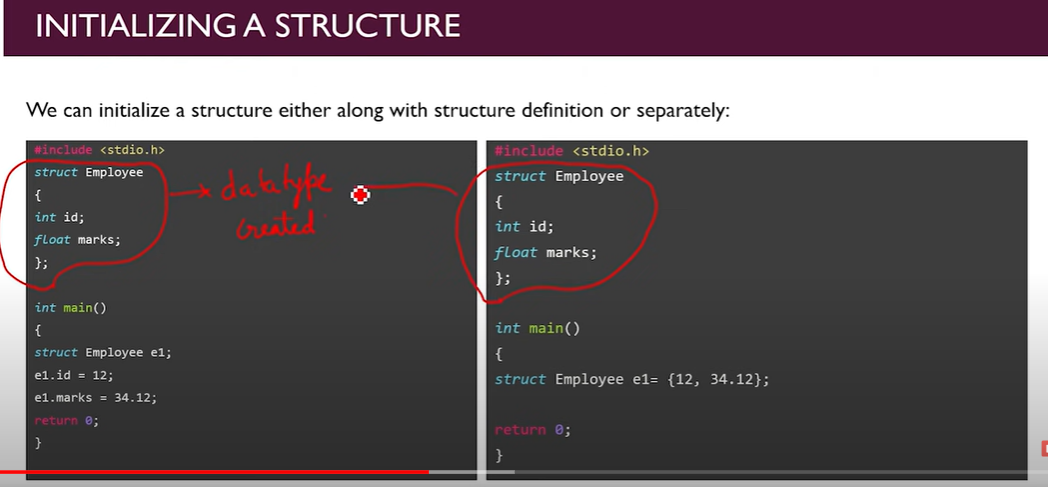 INITIALIZING A STRUCTURE
We can initialize a structure either along with structure definition or separately:
#include <stdio.h>
struct Employee
{
int id;
float marks;
};
int main()
{
struct Employee e1;
e1.id = 12;
e1.marks = 34.12;
return 0;
}
datatype
created
#include <stdio.h>
struct Employee
{
int id;
float marks;
};
int main()
{
struct Employee e1= {12, 34.12};
return 0;
}